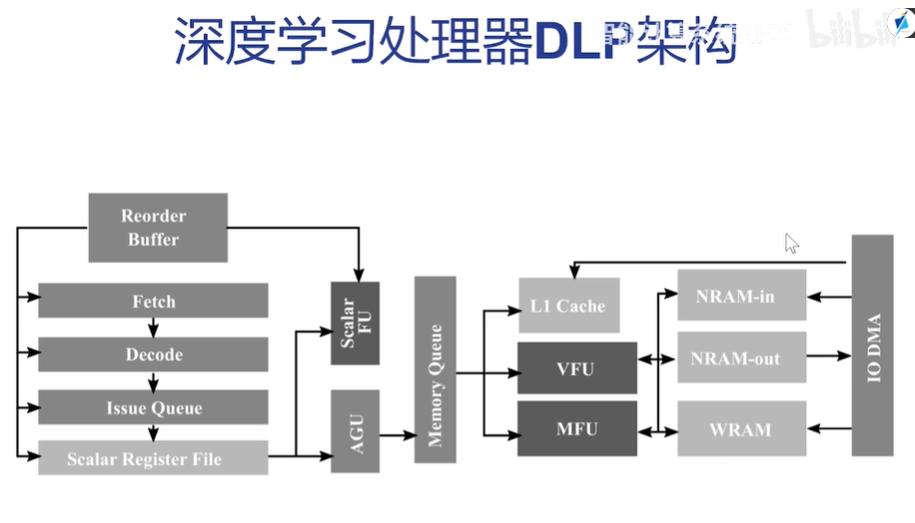 深度学习处理器DLP架构
bilibili
Reorder
Buffer
Fetch
Decode
Issue Queue
Scalar Register File
Scalar
FU
AGU
Memory Queue
L1 Cache
VFU
MFU
NRAM-in
NRAM-out
WRAM
IO DMA